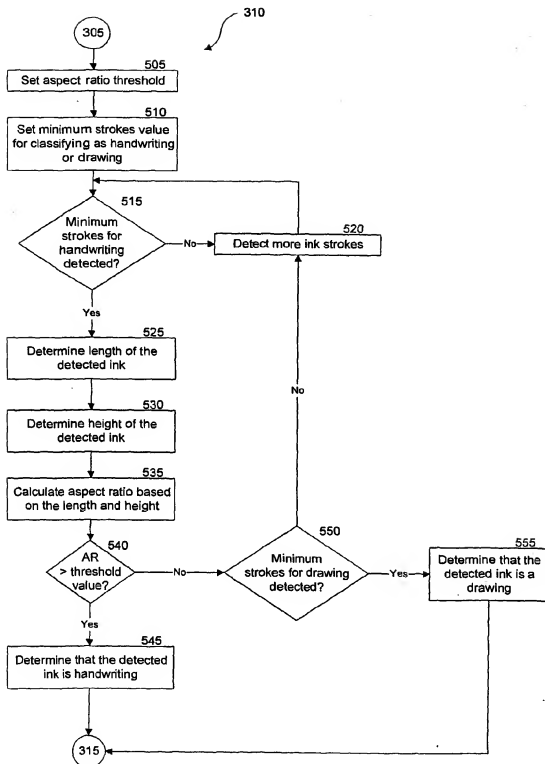 310
305
505
Set aspect ratio threshold
510
Set minimum strokes value
for classifying as handwriting
or drawing
515
Minimum
strokes for
handwriting
detected?
No
520
Detect more ink strokes
Yes
525
Determine length of the
detected ink
530
Determine height of the
detected ink
No
535
Calculate aspect ratio based
on the length and height
540
AR
> threshold
value?
No
550
Minimum
strokes for drawing
detected?
Yes
555
Determine that the
detected ink is a
drawing
Yes
545
Determine that the detected
ink is handwriting
315